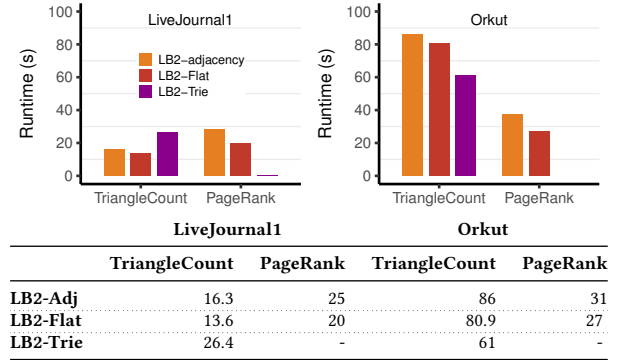 LiveJournal1
Runtime (s)
100
80
60
40
20
0
LB2−adjacency
LB2−Flat
LB2−Trie
TriangleCount PageRank
Orkut
Runtime (s)
100
80
60
40
20
0
TriangleCount PageRank
LiveJournal1 Orkut
TriangleCount PageRank TriangleCount PageRank
LB2-Adj 16.3 25 86 31
LB2-Flat 13.6 20 80.9 27
LB2-Trie 26.4 - 61 -